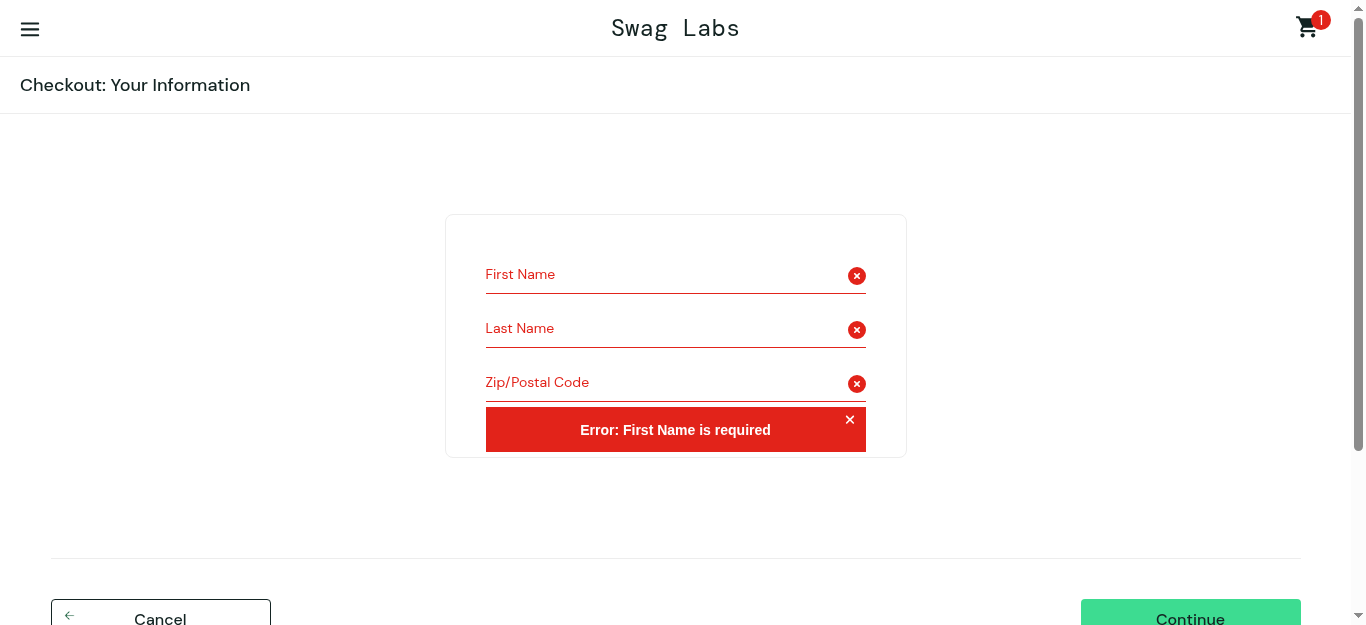 Swag Labs
1
Checkout: Your Information
First Name
Last Name
Zip/Postal Code
Error: First Name is required
Cancel
Continue